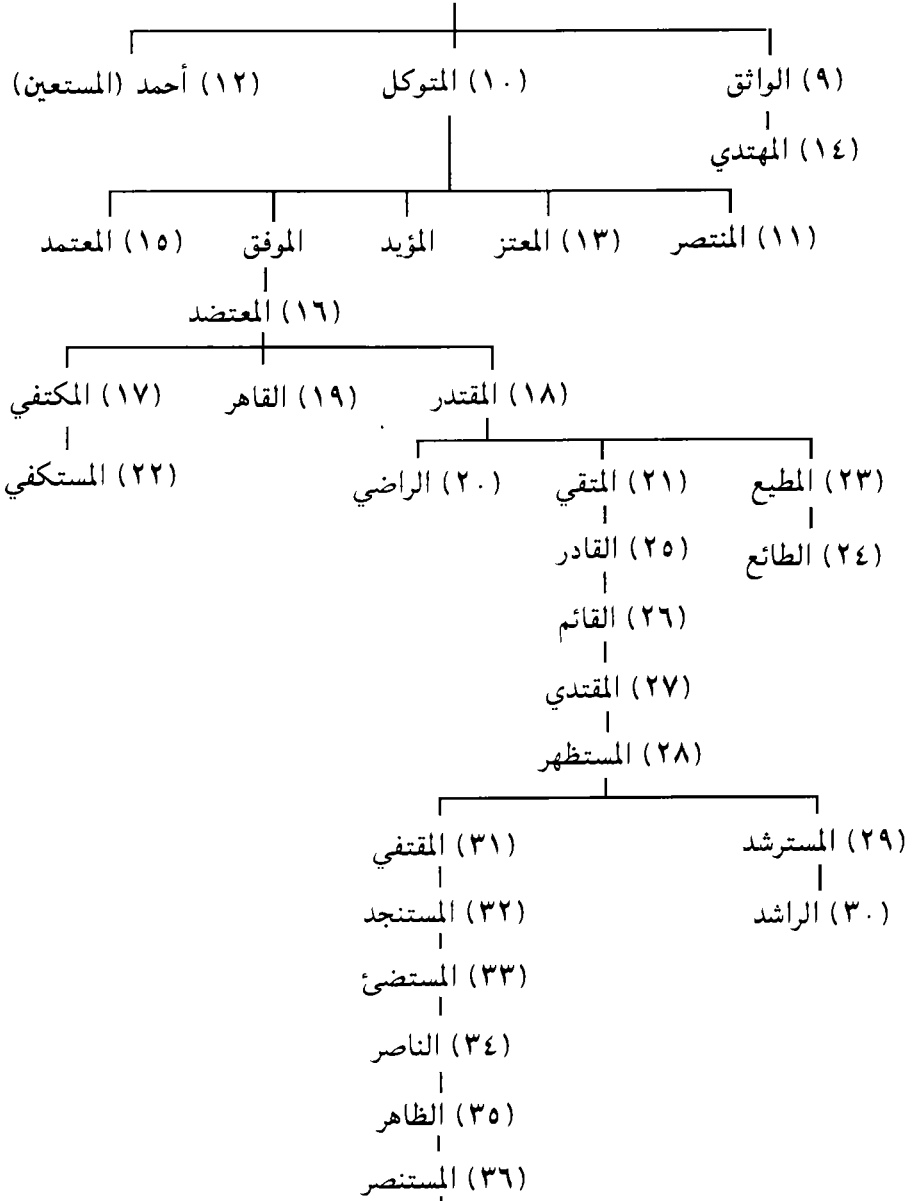 (٩) الواثق (١٠) المتوكل (١٢) أحمد (المستعين)
(١٤) المهتدي
(١١) المنتصر (١٣) المعتز المؤيد الموفق (١٥) المعتمد
(١٦) المعتضد
(١٨) المقتدر (١٩) القاهر (١٧) المكتفي
(٢٣) المطيع (٢١) المتقي (٢٠) الراضي (٢٢) المستكفي
(٢٤) الطائع (٢٥) القادر
(٢٦) القائم
(٢٧) المقتدي
(٢٨) المستظهر
(٢٩) المسترشد (٣١) المقتفي
(٣٠) الراشد (٣٢) المستنجد
(٣٣) المستضئ
(٣٤) الناصر
(٣٥) الظاهر
(٣٦) المستنصر